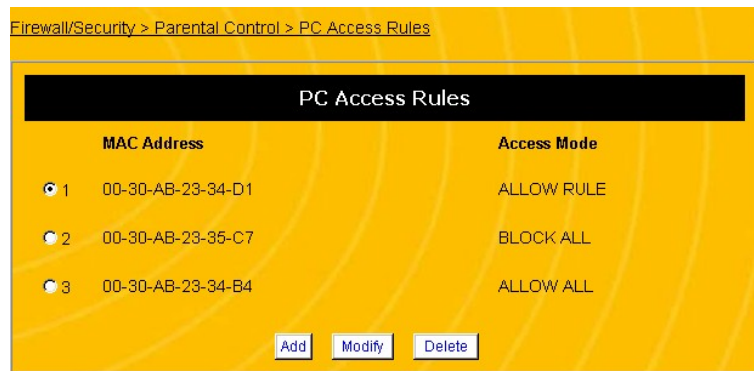 Firewall/Security > Parental Control > PC Access Rules
PC Access Rules
MAC Address Access Mode
1 00-30-AB-23-34-D1 ALLOW RULE
2 00-30-AB-23-35-C7 BLOCK ALL
3 00-30-AB-23-34-B4 ALLOW ALL
Add Modify Delete